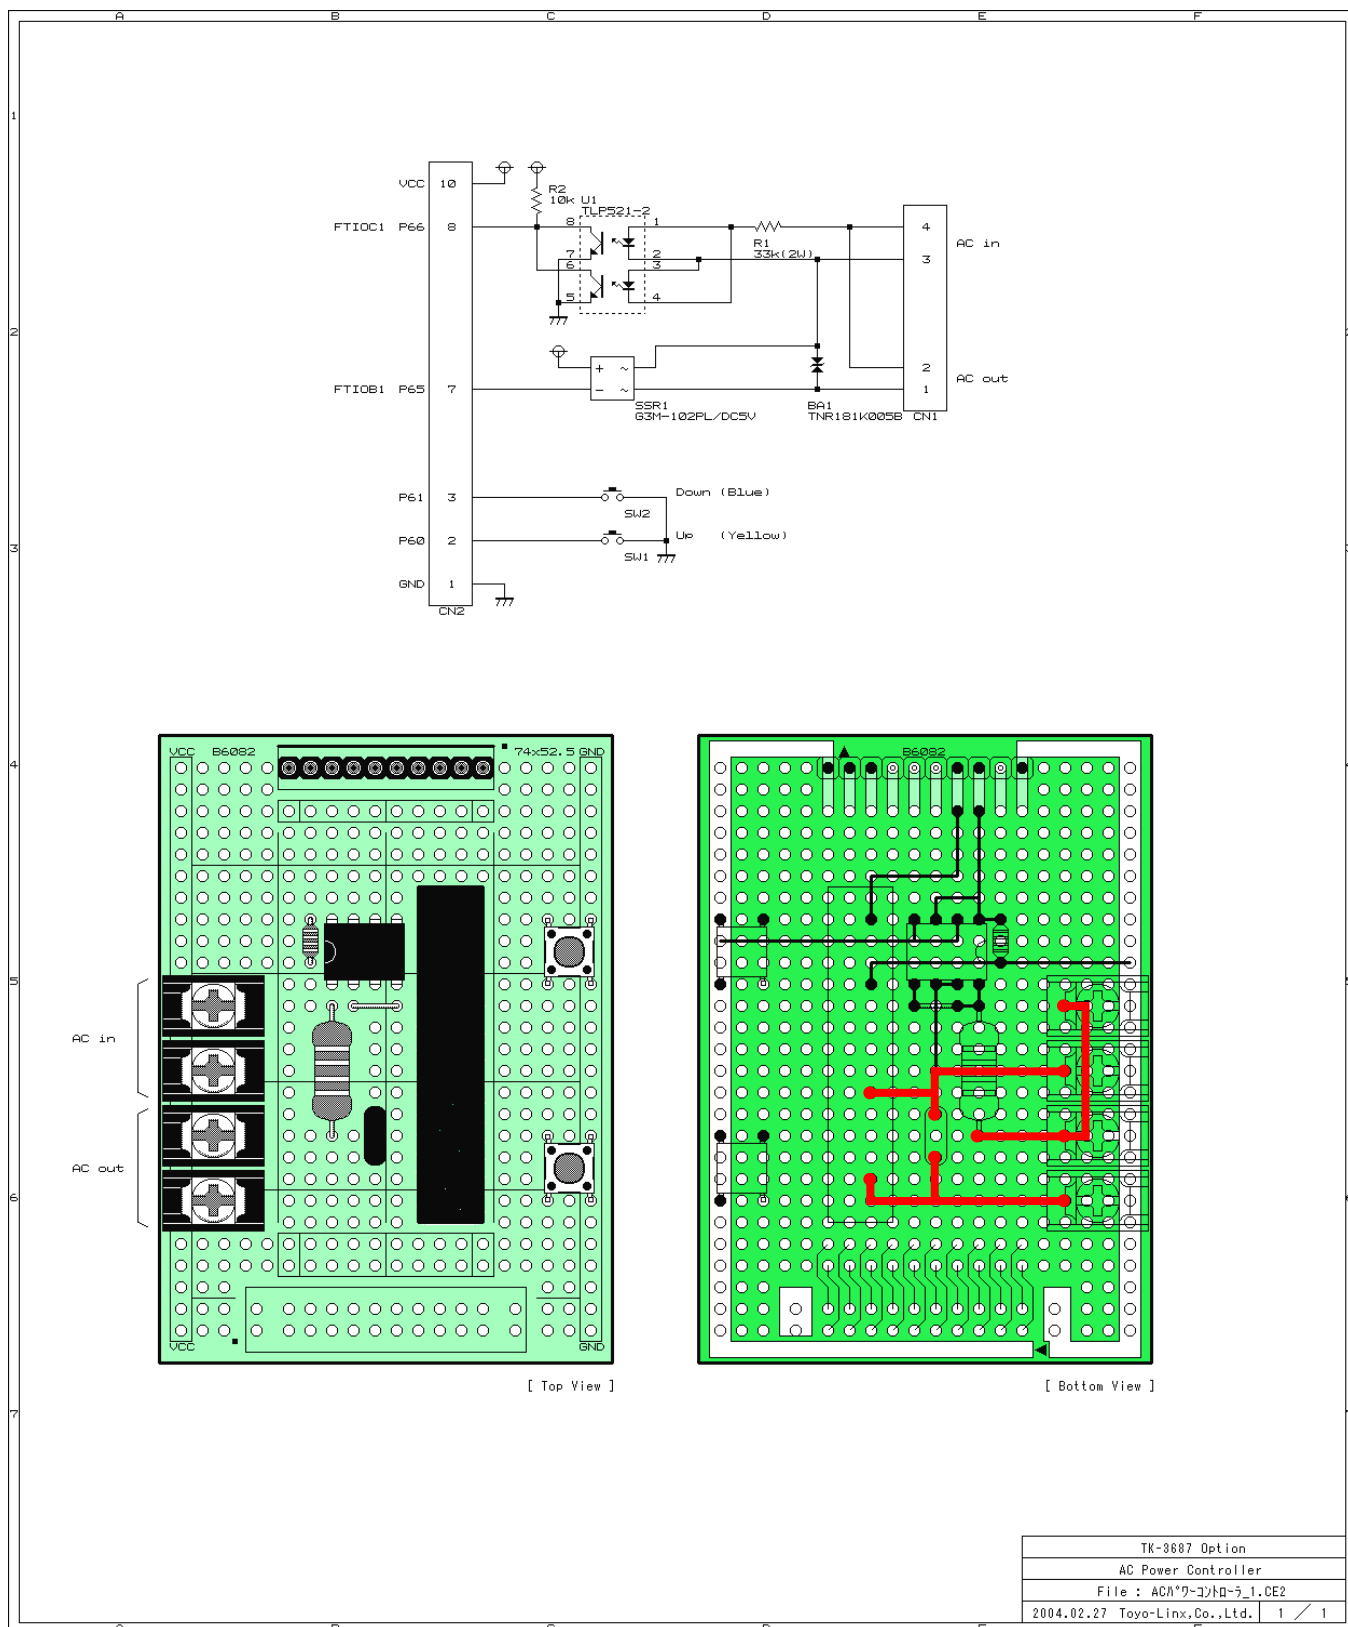 A B C D E F
1
VCC 10
R2
10k U1
TLP521-2
FTIOC1 P66 8
8 1
7 2
6 3
5 4
R1
33k(2W)
4
3
AC in
2
1
AC out
2
FTIOB1 P65 7
+ ~
- ~
SSR1
G3M-102PL/DC5V
BA1
TNR181K005B CN1
P61 3
Down (Blue)
SW2
P60 2
Up (Yellow)
SW1
3
GND 1
CN2
VCC B6082 74x52.5 GND
B6082
4
5
AC in
AC out
6
VCC GND
[ Top View ]
[ Bottom View ]
7
TK-3687 Option
AC Power Controller
File : ACパワーコントローラ_1.CE2
2004.02.27 Toyo-Linx,Co.,Ltd. 1 / 1